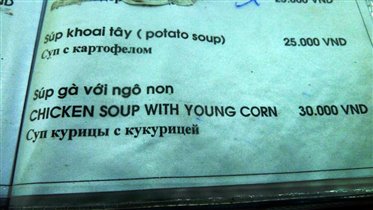 Súp khoai tây ( potato soup) 25.000 VND
Суп с картофелом
Súp gà với ngô non
CHICKEN SOUP WITH YOUNG CORN 30.000 VND
Суп курицы с кукурицей